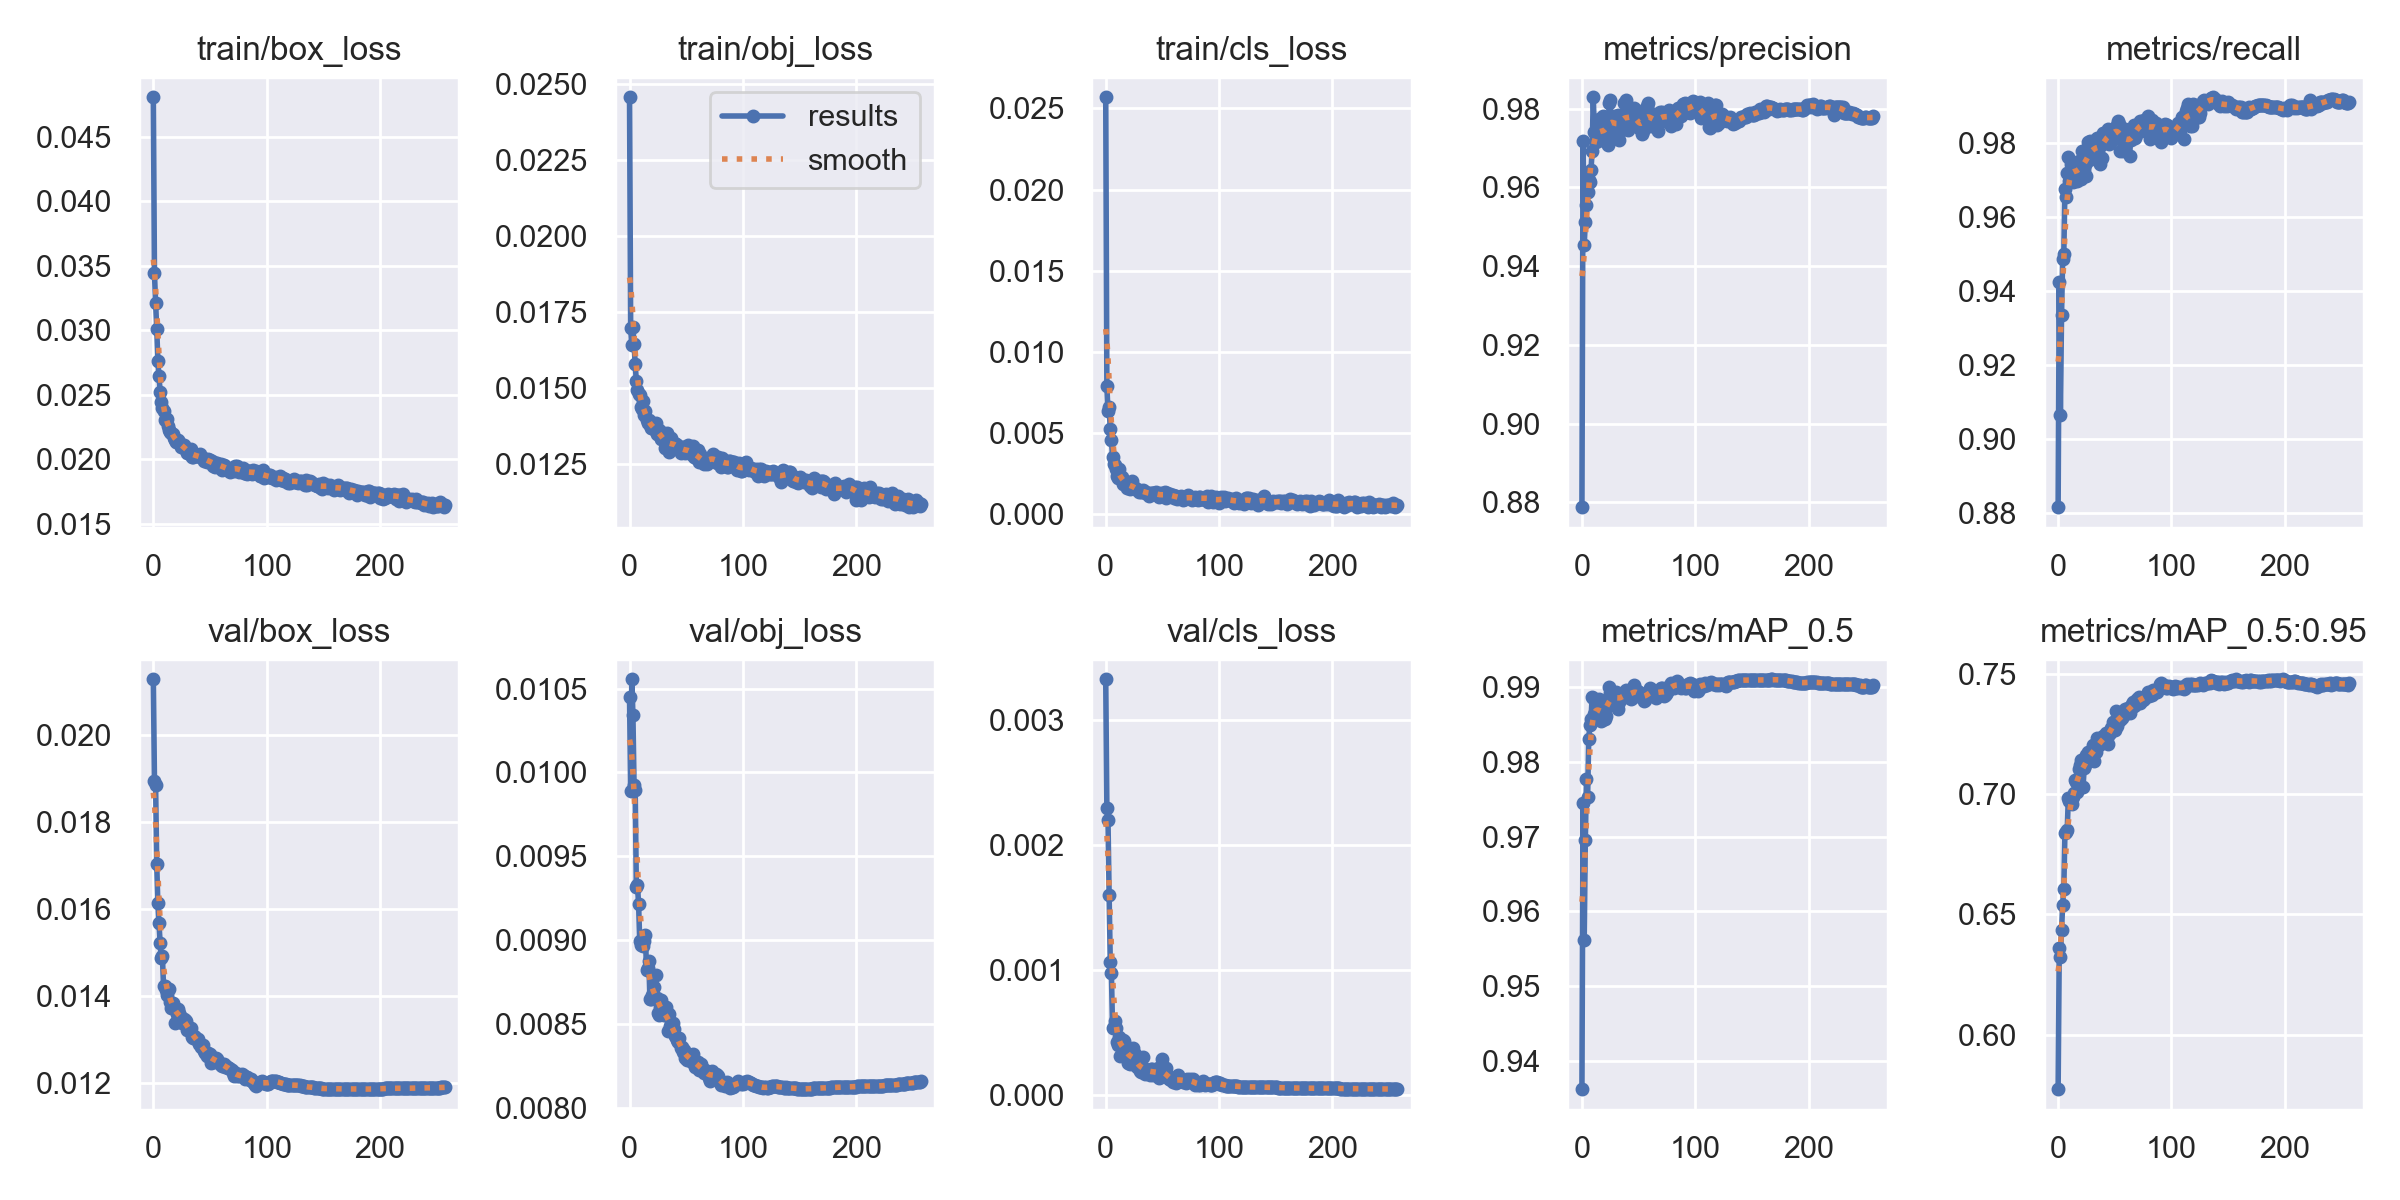 train/box_loss
0.045
0.040
0.035
0.030
0.025
0.020
0.015
0 100 200
train/obj_loss
results
smooth
0.0250
0.0225
0.0200
0.0175
0.0150
0.0125
0 100 200
train/cls_loss
0.025
0.020
0.015
0.010
0.005
0.000
0 100 200
metrics/precision
0.98
0.96
0.94
0.92
0.90
0.88
0 100 200
metrics/recall
0.98
0.96
0.94
0.92
0.90
0.88
0 100 200
val/box_loss
0.020
0.018
0.016
0.014
0.012
0 100 200
val/obj_loss
0.0105
0.0100
0.0095
0.0090
0.0085
0.0080
0 100 200
val/cls_loss
0.003
0.002
0.001
0.000
0 100 200
metrics/mAP_0.5
0.99
0.98
0.97
0.96
0.95
0.94
0 100 200
metrics/mAP_0.5:0.95
0.75
0.70
0.65
0.60
0 100 200